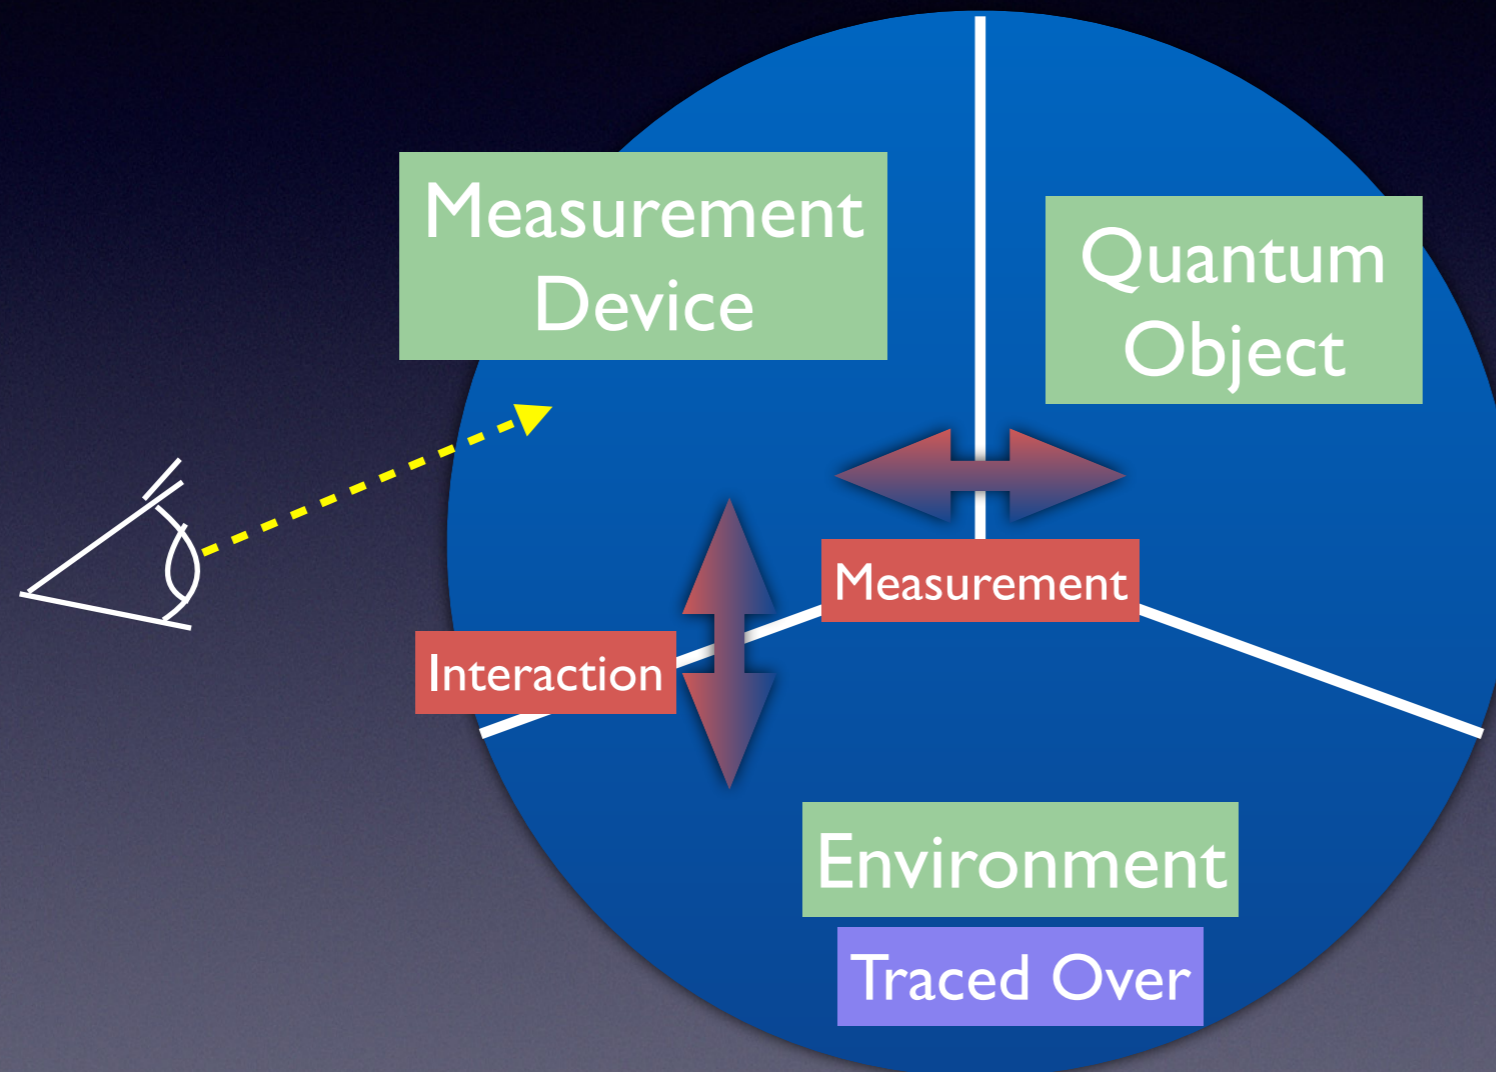 Measurement
Device
Quantum
Object
Measurement
Interaction
Environment
Traced Over